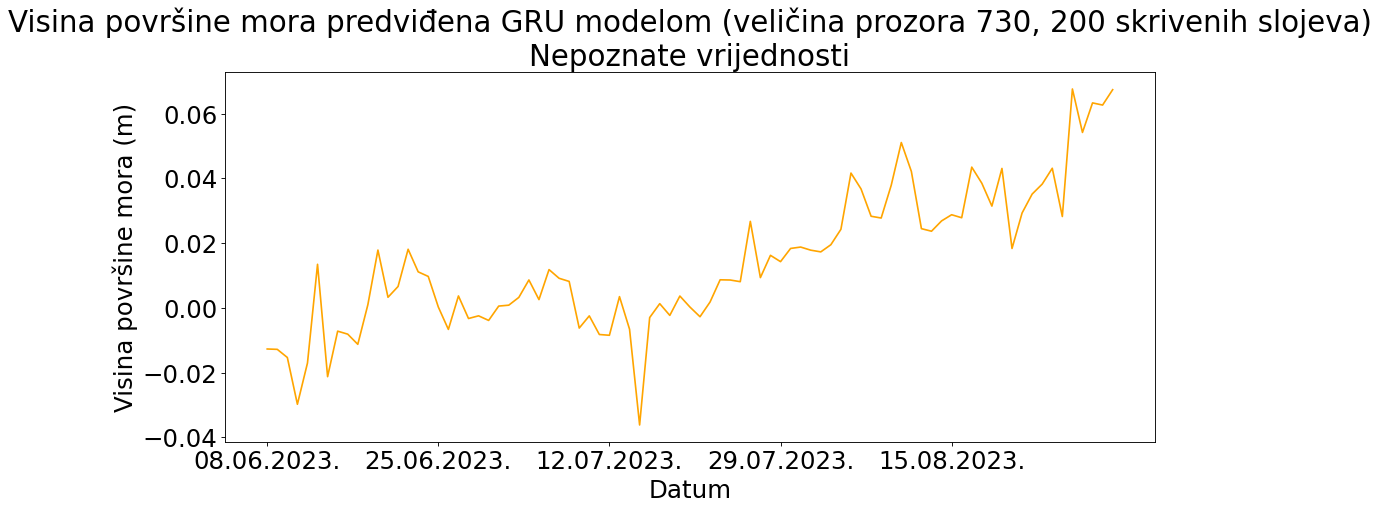 Visina površine mora predviđena GRU modelom (veličina prozora 730, 200 skrivenih slojeva)
Nepoznate vrijednosti
Visina površine mora (m)
0.06
0.04
0.02
0.00
−0.02
−0.04
08.06.2023. 25.06.2023. 12.07.2023. 29.07.2023. 15.08.2023.
Datum